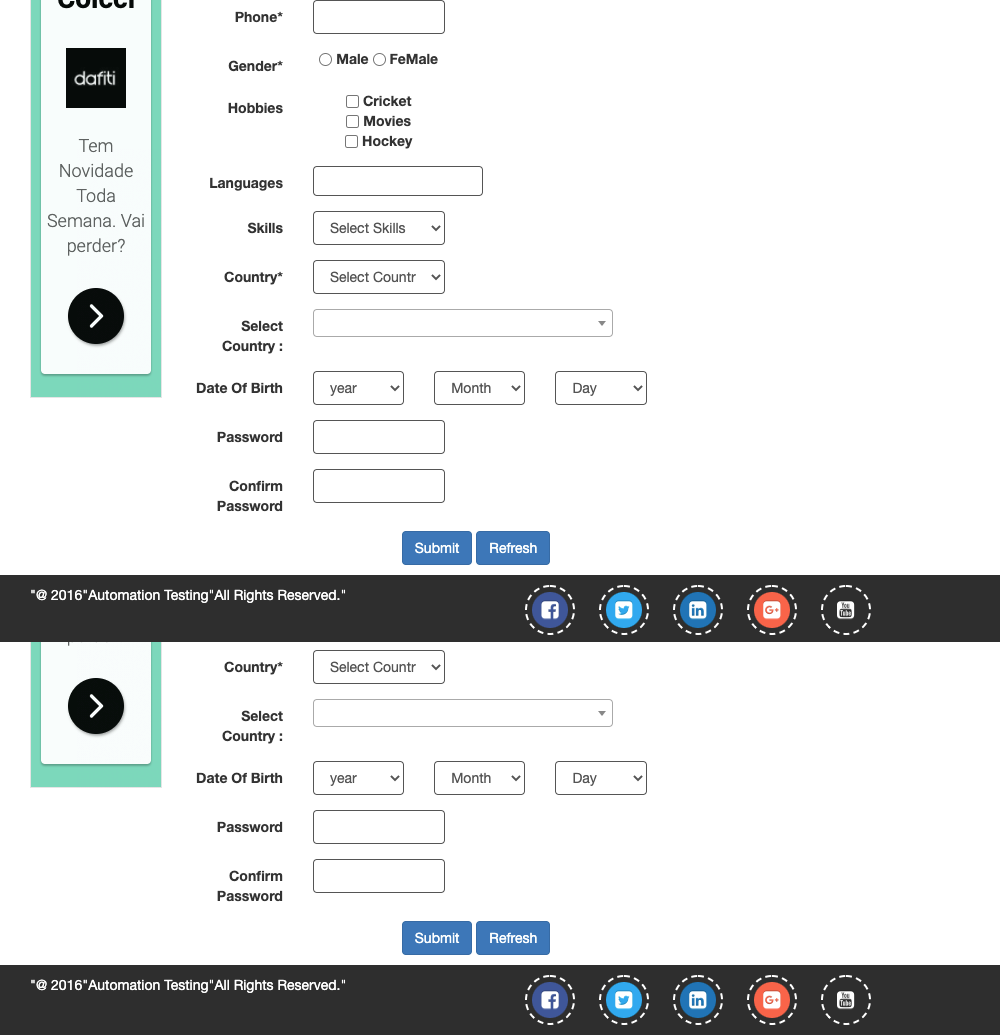 Colcci
dafiti
Tem
Novidade
Toda
Semana. Vai
perder?
Phone*
Gender*
Male FeMale
Hobbies
Cricket
Movies
Hockey
Languages
Skills
Select Skills
Country*
Select Countr
Select
Country :
Date Of Birth
year Month Day
Password
Confirm
Password
Submit Refresh
"@ 2016"Automation Testing"All Rights Reserved."
You
Tube
Country*
Select Countr
Select
Country :
Date Of Birth
year Month Day
Password
Confirm
Password
Submit Refresh
"@ 2016"Automation Testing"All Rights Reserved."
You
Tube